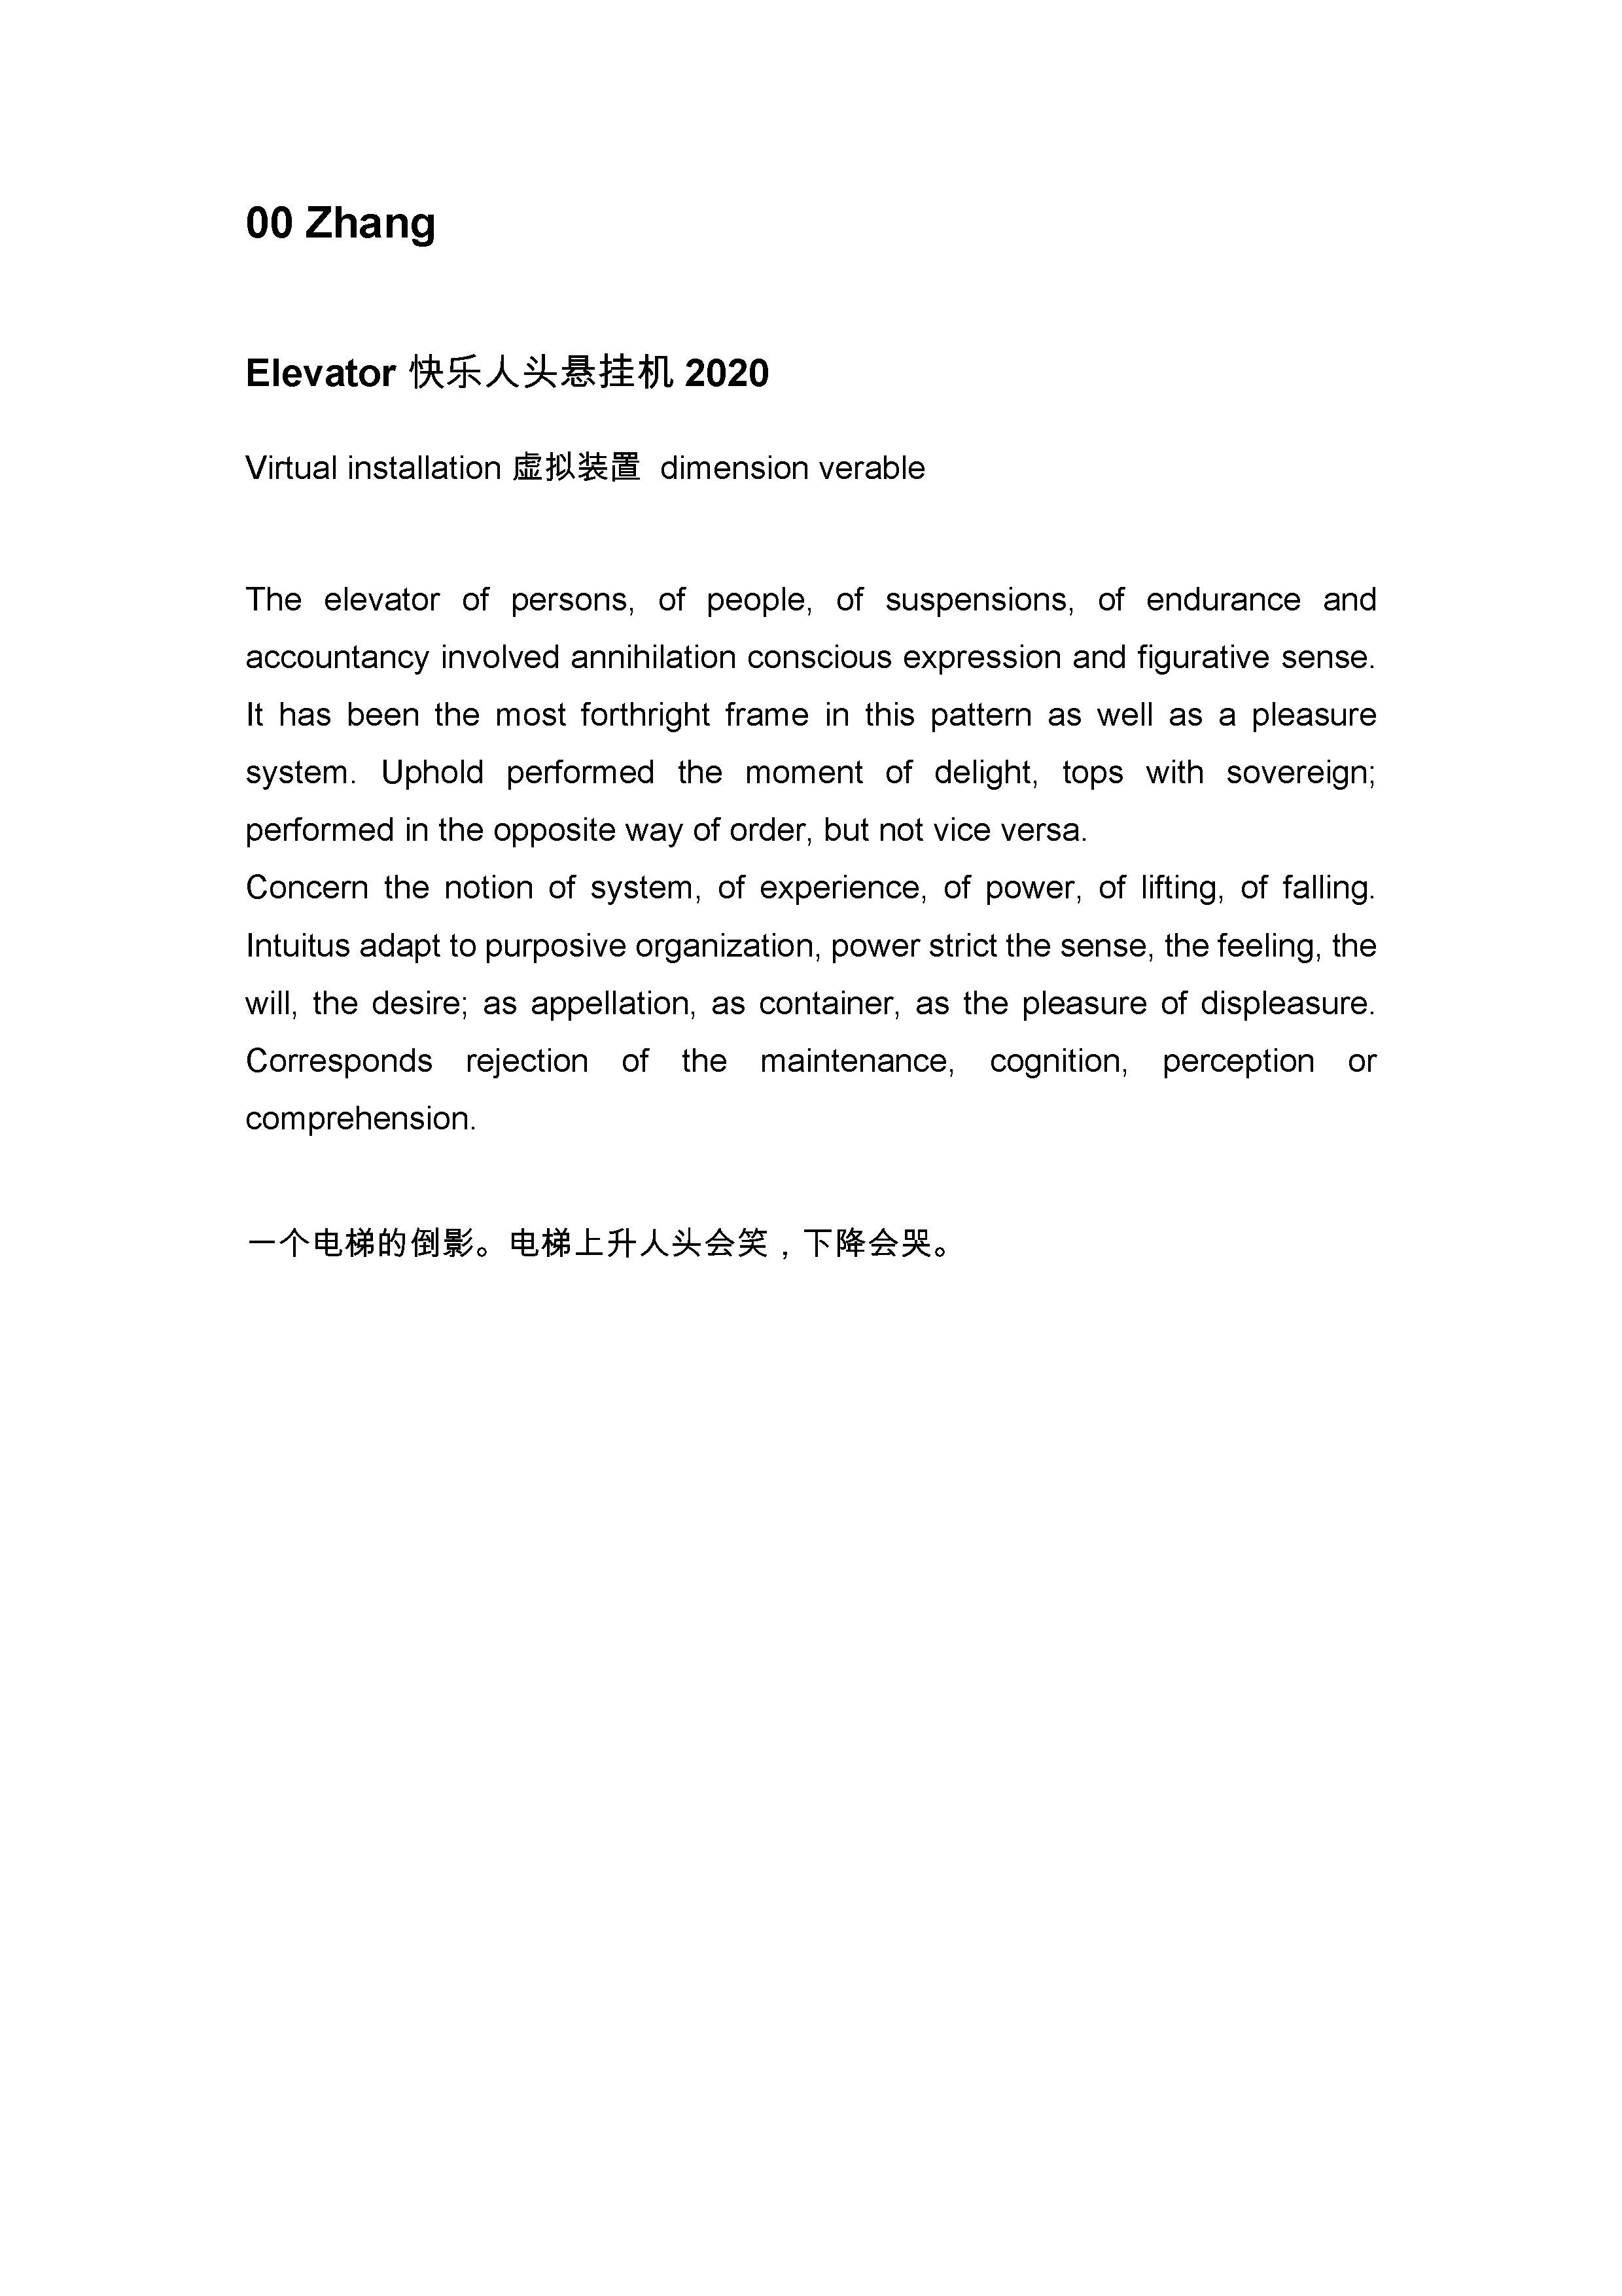 00 Zhang
Elevator 快乐人头悬挂机 2020
Virtual installation 虚拟装置 dimension verable
The elevator of persons, of people, of suspensions, of endurance and
accountancy involved annihilation conscious expression and figurative sense.
It has been the most forthright frame in this pattern as well as a pleasure
system. Uphold performed the moment of delight, tops with sovereign;
performed in the opposite way of order, but not vice versa.
Concern the notion of system, of experience, of power, of lifting, of falling.
Intuitus adapt to purposive organization, power strict the sense, the feeling, the
will, the desire; as appellation, as container, as the pleasure of displeasure.
Corresponds rejection of the maintenance, cognition, perception or
comprehension.
一个电梯的倒影。电梯上升人头会笑，下降会哭。